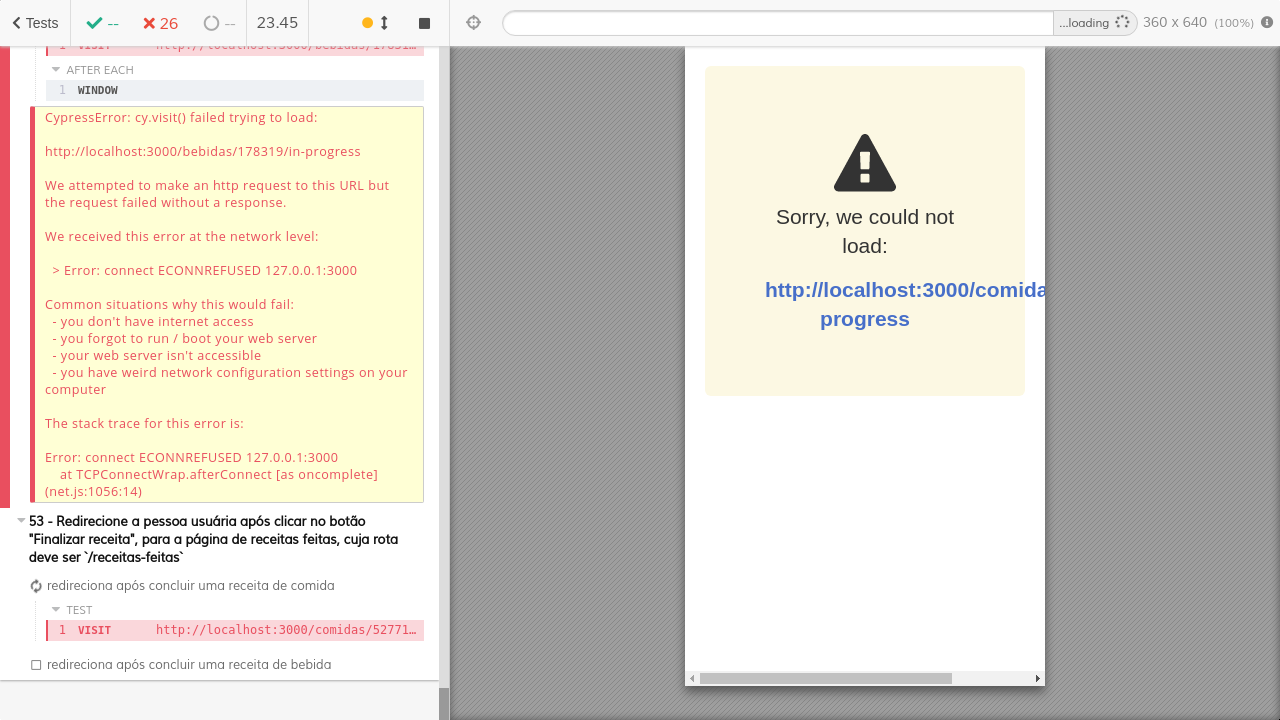 Tests
--
26
--
23.45
...loading
360 x 640 (100%)
AFTER EACH
1 WINDOW
CypressError: cy.visit() failed trying to load:
http://localhost:3000/bebidas/178319/in-progress
We attempted to make an http request to this URL but
the request failed without a response.
We received this error at the network level:
> Error: connect ECONNREFUSED 127.0.0.1:3000
Common situations why this would fail:
- you don't have internet access
- you forgot to run / boot your web server
- your web server isn't accessible
- you have weird network configuration settings on your
computer
The stack trace for this error is:
Error: connect ECONNREFUSED 127.0.0.1:3000
at TCPConnectWrap.afterConnect [as oncomplete]
(net.js:1056:14)
53 - Redirecione a pessoa usuária após clicar no botão
"Finalizar receita", para a página de receitas feitas, cuja rota
deve ser `/receitas-feitas`
redireciona após concluir uma receita de comida
TEST
1 VISIT http://localhost:3000/comidas/52771…
redireciona após concluir uma receita de bebida
Sorry, we could not
load:
http://localhost:3000/comida
progress